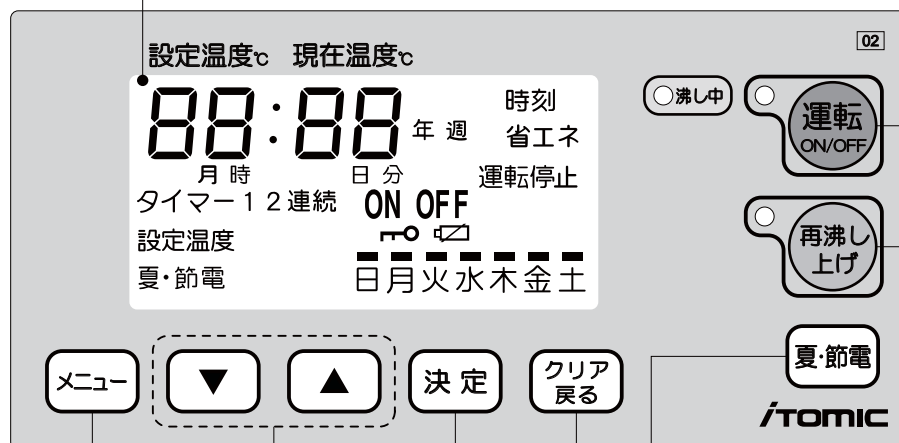 02
設定温度℃ 現在温度℃
88:88 年 週 時刻
省エネ
月 時 日 分 運転停止
タイマー12連続 ON OFF
設定温度
夏・節電 日月火水木金土
沸し中
運転
ON/OFF
再沸し
上げ
メニュー ▼ ▲ 決定
クリア
戻る
夏・節電
iTOMIC